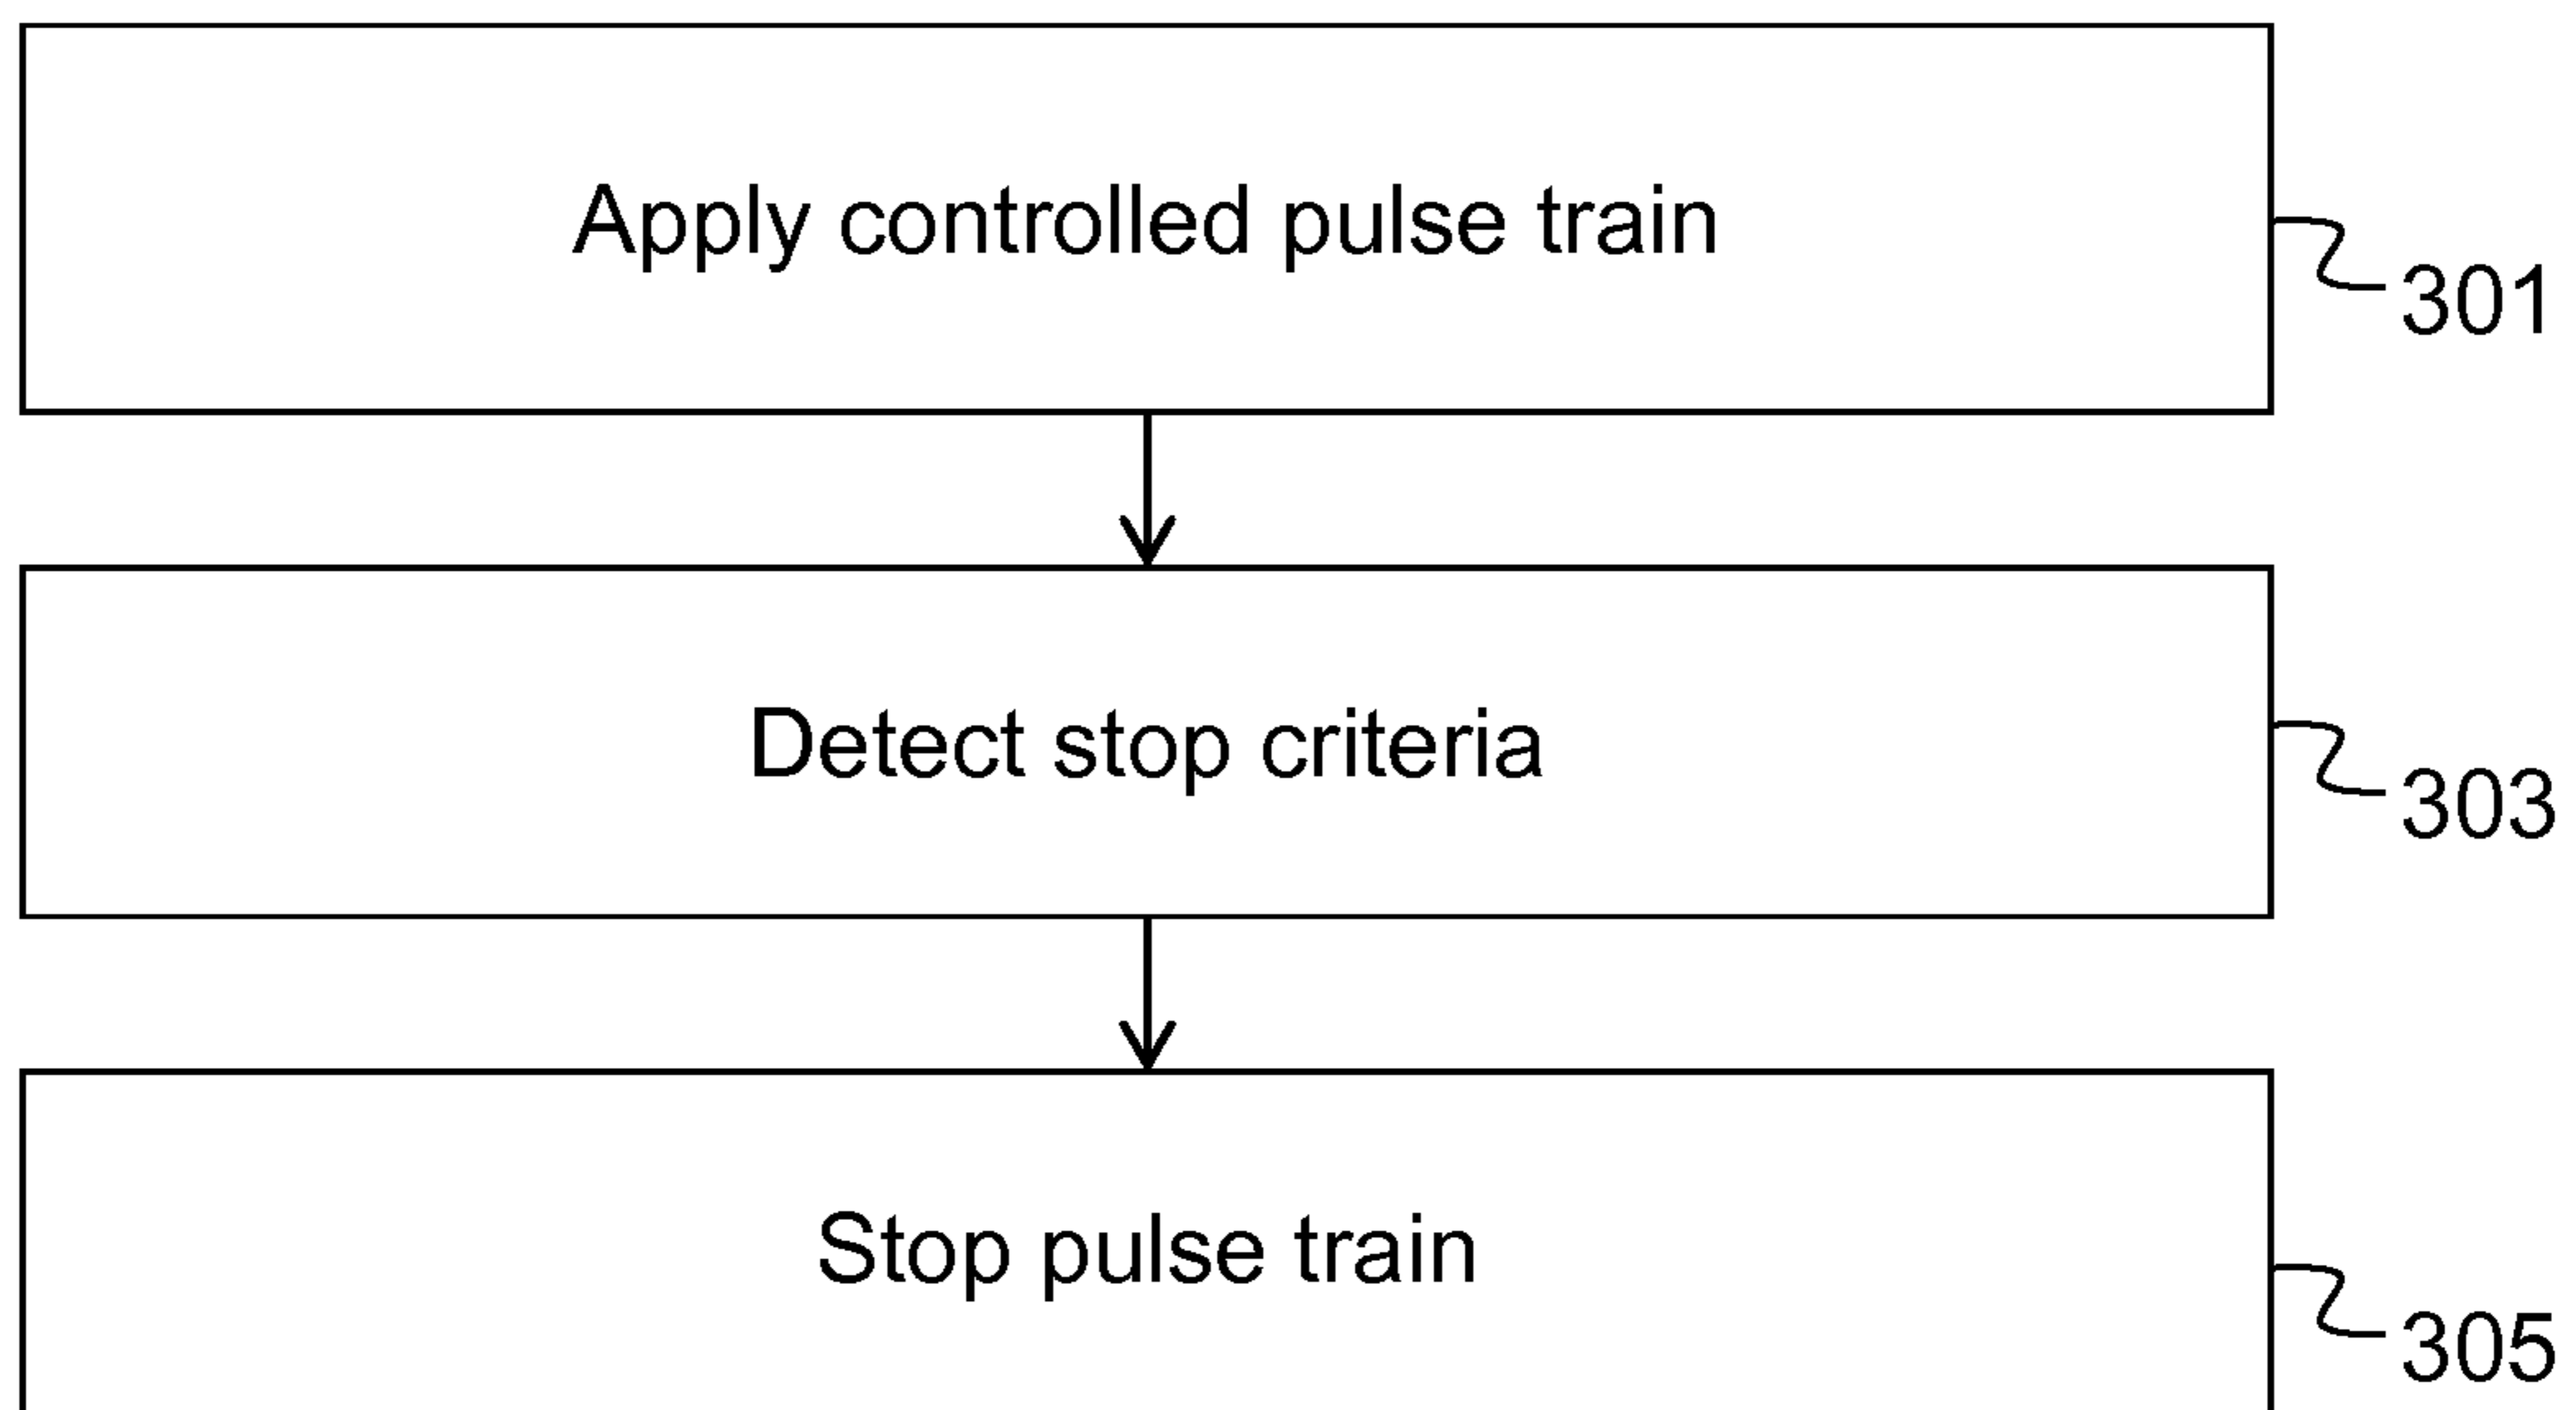 Apply controlled pulse train
301
Detect stop criteria
303
Stop pulse train
305